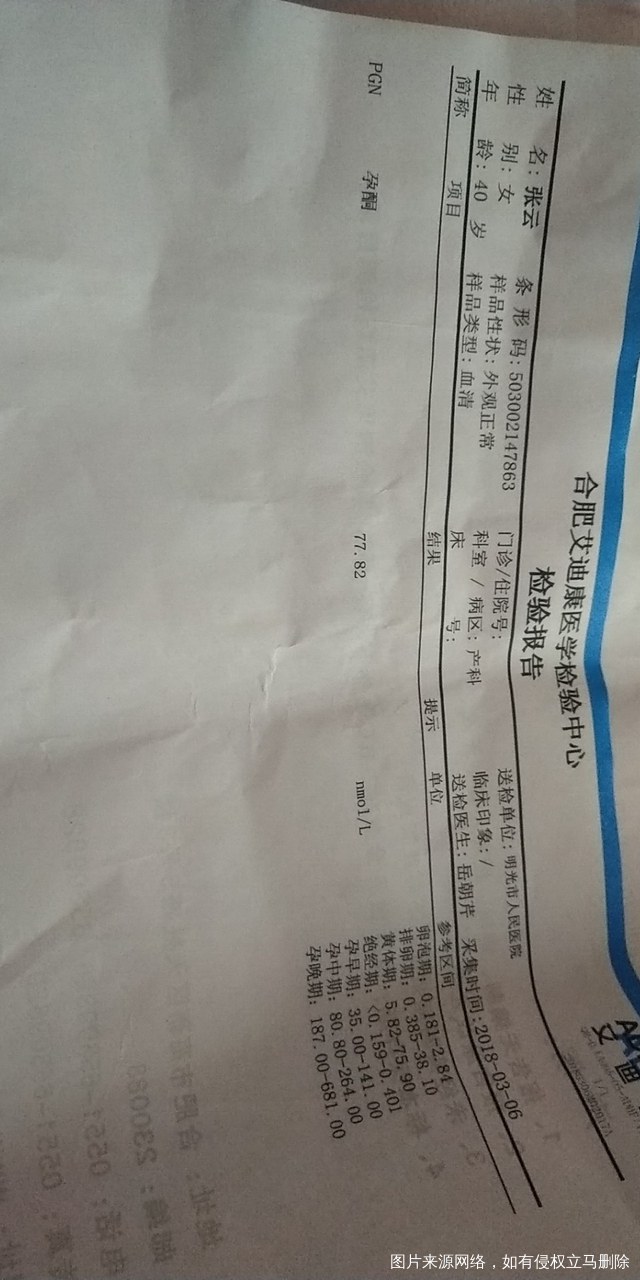 合肥艾迪康医学检验中心
检验报告
姓 名: 张云 条 形 码: 503002147863 门诊/住院号: 送检单位: 明光市人民医院
性 别: 女 样品性状: 外观正常 科室 / 病区: 产科 临床印象: / 采集时间: 2018-03-06
年 龄: 40 岁 样品类型: 血清 床 号: 送检医生: 岳朝芹
简称 项目 结果 提示 单位 参考区间
PGN 孕酮 77.82 nmol/L 卵泡期: 0.181-2.84
排卵期: 0.385-38.10
黄体期: 5.82-75.90
绝经期: <0.159-0.401
孕早期: 35.00-141.00
孕中期: 80.80-264.00
孕晚期: 187.00-681.00
图片来源网络，如有侵权立马删除